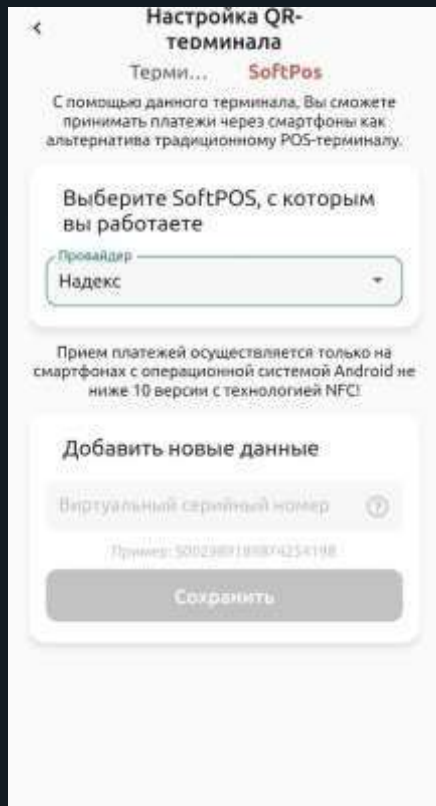 Настройка QR-
терминала
Терми... SoftPos
С помощью данного терминала, Вы сможете
принимать платежи через смартфоны как
альтернатива традиционному POS-терминалу.
Выберите SoftPOS, с которым
вы работаете
Провайдер
Надекс
Прием платежей осуществляется только на
смартфонах с операционной системой Android не
ниже 10 версии с технологией NFC!
Добавить новые данные
Виртуальный серийный номер
Пример:
Сохранить